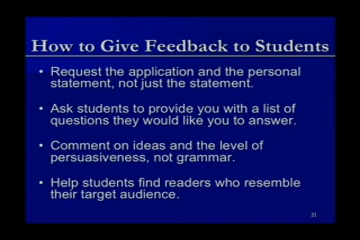 How to Give Feedback to Students
• Request the application and the personal
statement, not just the statement.
• Ask students to provide you with a list of
questions they would like you to answer.
• Comment on ideas and the level of
persuasiveness, not grammar.
• Help students find readers who resemble
their target audience.
21